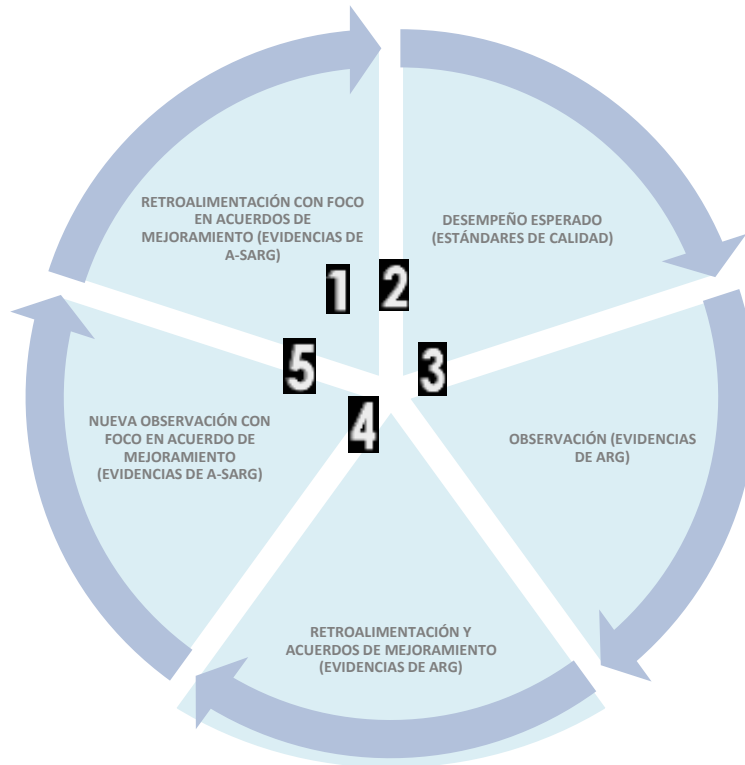 RETROALIMENTACIÓN CON FOCO
EN ACUERDOS DE
MEJORAMIENTO (EVIDENCIAS DE
A-SARG)
DESEMPEÑO ESPERADO
(ESTÁNDARES DE CALIDAD)
1
2
3
5
4
NUEVA OBSERVACIÓN CON
FOCO EN ACUERDO DE
MEJORAMIENTO
(EVIDENCIAS DE A-SARG)
OBSERVACIÓN (EVIDENCIAS
DE ARG)
RETROALIMENTACIÓN Y
ACUERDOS DE MEJORAMIENTO
(EVIDENCIAS DE ARG)